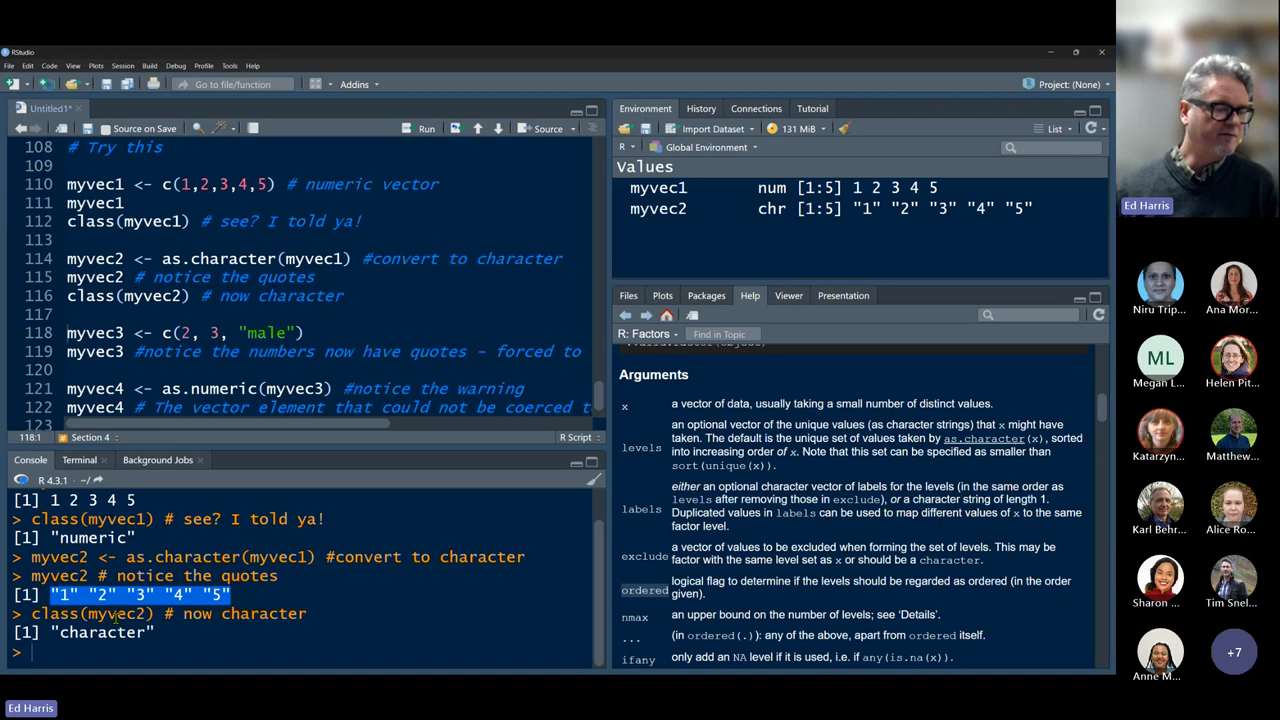 RStudio
File Edit Code View Plots Session Build Debug Profile Tools Help
Go to file/function Addins Project: (None)
Untitled1*
Source on Save Run Source
108 # Try this
109
110 myvec1 <- c(1,2,3,4,5) # numeric vector
111 myvec1
112 class(myvec1) # see? I told ya!
113
114 myvec2 <- as.character(myvec1) #convert to character
115 myvec2 # notice the quotes
116 class(myvec2) # now character
117
118 myvec3 <- c(2, 3, "male")
119 myvec3 #notice the numbers now have quotes - forced to
120
121 myvec4 <- as.numeric(myvec3) #notice the warning
122 myvec4 # The vector element that could not be coerced t
123
118:1 Section 4 R Script
Console Terminal Background Jobs
R 4.3.1 · ~/
[1] 1 2 3 4 5
> class(myvec1) # see? I told ya!
[1] "numeric"
> myvec2 <- as.character(myvec1) #convert to character
> myvec2 # notice the quotes
[1] "1" "2" "3" "4" "5"
> class(myvec2) # now character
[1] "character"
>
Environment History Connections Tutorial
Import Dataset 131 MiB List
R Global Environment
Values
myvec1 num [1:5] 1 2 3 4 5
myvec2 chr [1:5] "1" "2" "3" "4" "5"
Files Plots Packages Help Viewer Presentation
R: Factors Find in Topic
Arguments
x a vector of data, usually taking a small number of distinct values.
levels an optional vector of the unique values (as character strings) that x might have
taken. The default is the unique set of values taken by as.character(x), sorted
into increasing order of x. Note that this set can be specified as smaller than
sort(unique(x)).
labels either an optional character vector of labels for the levels (in the same order as
levels after removing those in exclude), or a character string of length 1.
Duplicated values in labels can be used to map different values of x to the same
factor level.
exclude a vector of values to be excluded when forming the set of levels. This may be
factor with the same level set as x or should be a character.
ordered logical flag to determine if the levels should be regarded as ordered (in the order
given).
nmax an upper bound on the number of levels; see ‘Details’.
... (in ordered(.)): any of the above, apart from ordered itself.
ifany only add an NA level if it is used, i.e. if any(is.na(x)).
Ed Harris
Niru Trip... Ana Mor...
ML
Megan L... Helen Pit...
Katarzyn... Matthew...
Karl Behr... Alice Ro...
Sharon ... Tim Snel...
+7
Anne M...
Ed Harris